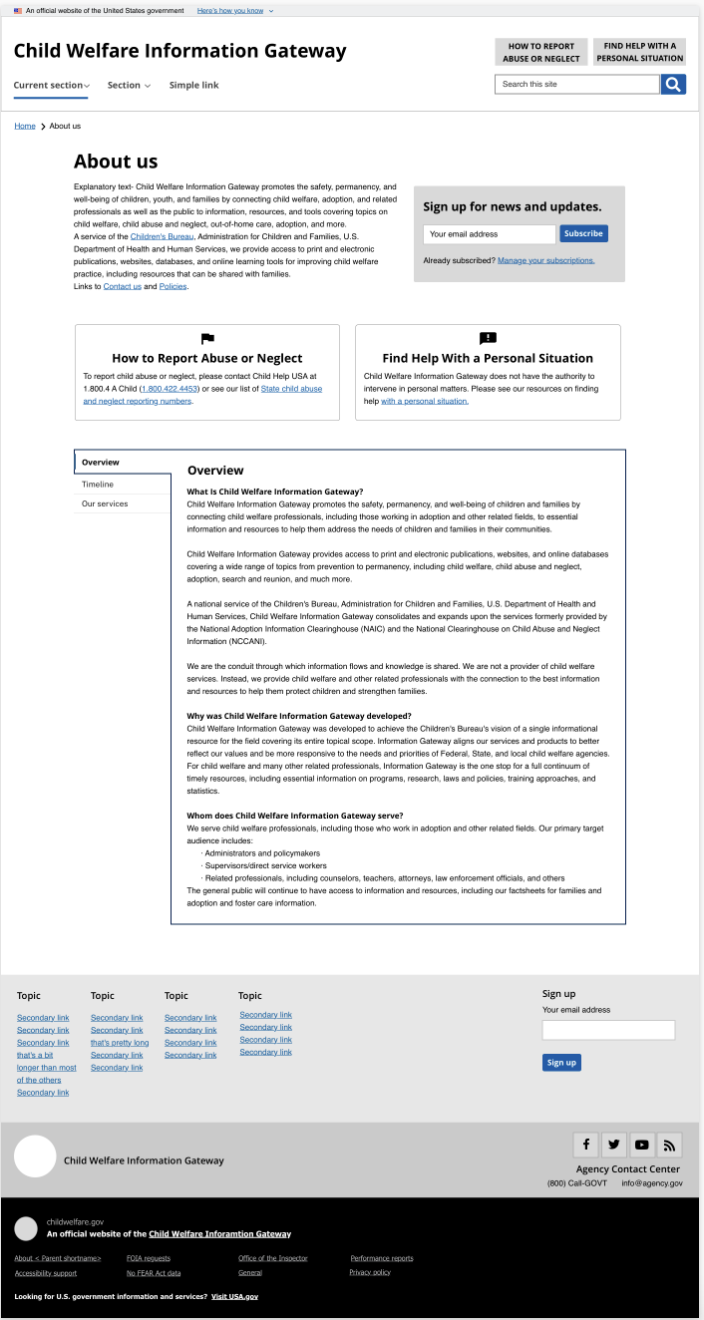 An official website of the United States government Here's how you know
Child Welfare Information Gateway
HOW TO REPORT
ABUSE OR NEGLECT
FIND HELP WITH A
PERSONAL SITUATION
Current section Section Simple link
Search this site
Home About us
About us
Explanatory text- Child Welfare Information Gateway promotes the safety, permanency, and
well-being of children, youth, and families by connecting child welfare, adoption, and related
professionals as well as the public to information, resources, and tools covering topics on
child welfare, child abuse and neglect, out-of-home care, adoption, and more.
A service of the Children's Bureau, Administration for Children and Families, U.S.
Department of Health and Human Services, we provide access to print and electronic
publications, websites, databases, and online learning tools for improving child welfare
practice, including resources that can be shared with families.
Links to Contact us and Policies.
Sign up for news and updates.
Your email address Subscribe
Already subscribed? Manage your subscriptions.
How to Report Abuse or Neglect
To report child abuse or neglect, please contact Child Help USA at
1.800.4 A Child (1.800.422.4453) or see our list of State child abuse
and neglect reporting numbers.
Find Help With a Personal Situation
Child Welfare Information Gateway does not have the authority to
intervene in personal matters. Please see our resources on finding
help with a personal situation.
Overview
Timeline
Our services
Overview
What Is Child Welfare Information Gateway?
Child Welfare Information Gateway promotes the safety, permanency, and well-being of children and families by
connecting child welfare professionals, including those working in adoption and other related fields, to essential
information and resources to help them address the needs of children and families in their communities.
Child Welfare Information Gateway provides access to print and electronic publications, websites, and online databases
covering a wide range of topics from prevention to permanency, including child welfare, child abuse and neglect,
adoption, search and reunion, and much more.
A national service of the Children's Bureau, Administration for Children and Families, U.S. Department of Health and
Human Services, Child Welfare Information Gateway consolidates and expands upon the services formerly provided by
the National Adoption Information Clearinghouse (NAIC) and the National Clearinghouse on Child Abuse and Neglect
Information (NCCANI).
We are the conduit through which information flows and knowledge is shared. We are not a provider of child welfare
services. Instead, we provide child welfare and other related professionals with the connection to the best information
and resources to help them protect children and strengthen families.
Why was Child Welfare Information Gateway developed?
Child Welfare Information Gateway was developed to achieve the Children's Bureau's vision of a single informational
resource for the field covering its entire topical scope. Information Gateway aligns our services and products to better
reflect our values and be more responsive to the needs and priorities of Federal, State, and local child welfare agencies.
For child welfare and many other related professionals, Information Gateway is the one stop for a full continuum of
timely resources, including essential information on programs, research, laws and policies, training approaches, and
statistics.
Whom does Child Welfare Information Gateway serve?
We serve child welfare professionals, including those who work in adoption and other related fields. Our primary target
audience includes:
· Administrators and policymakers
· Supervisors/direct service workers
· Related professionals, including counselors, teachers, attorneys, law enforcement officials, and others
The general public will continue to have access to information and resources, including our factsheets for families and
adoption and foster care information.
Topic
Secondary link
Secondary link
Secondary link
that's a bit
longer than most
of the others
Secondary link
Topic
Secondary link
Secondary link
that's pretty long
Secondary link
Secondary link
Topic
Secondary link
Secondary link
Secondary link
Secondary link
Topic
Secondary link
Secondary link
Secondary link
Secondary link
Sign up
Your email address
Sign up
Child Welfare Information Gateway
Agency Contact Center
(800) Call-GOVT info@agency.gov
childwelfare.gov
An official website of the Child Welfare Inforamtion Gateway
About < Parent shortname> FOIA requests Office of the Inspector Performance reports
Accessibility support No FEAR Act data General Privacy policy
Looking for U.S. government information and services? Visit USA.gov